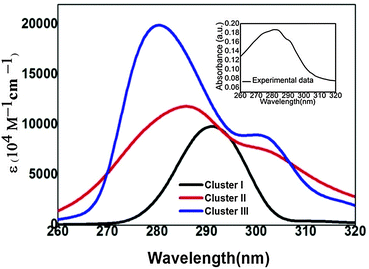 ε (10⁴ M⁻¹cm⁻¹)
20000
15000
10000
5000
0
260 270 280 290 300 310 320
Wavelength(nm)
Cluster I
Cluster II
Cluster III
Absorbance (a.u.)
0.20
0.18
0.16
0.14
0.12
0.10
0.08
0.06
Experimental data
260 270 280 290 300 310 320
Wavelength(nm)